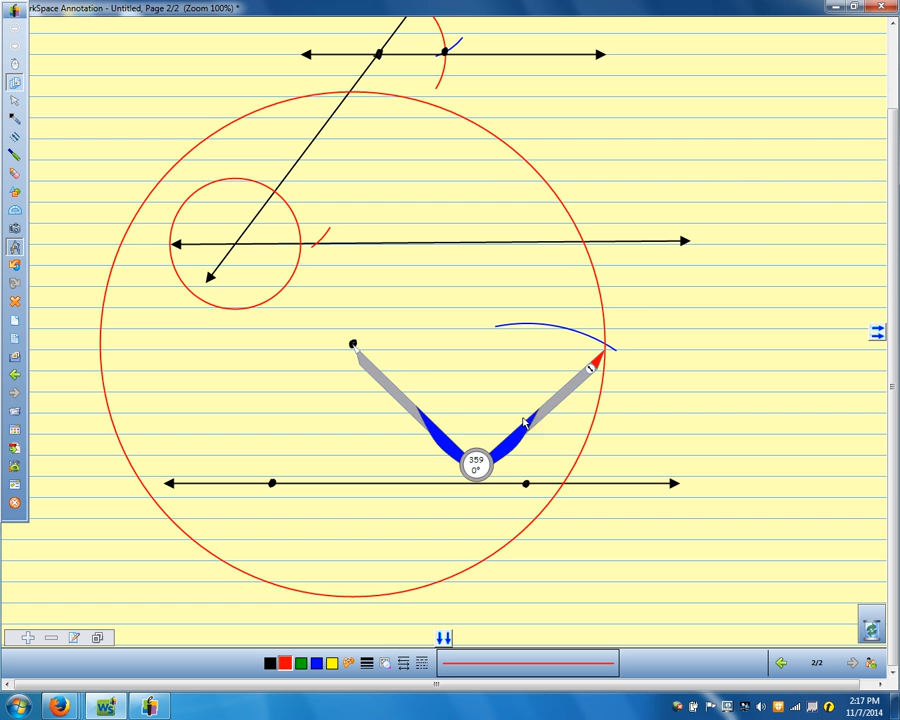 rkSpace Annotation - Untitled, Page 2/2 (Zoom 100%) *
359
0°
2/2
2:17 PM
11/7/2014